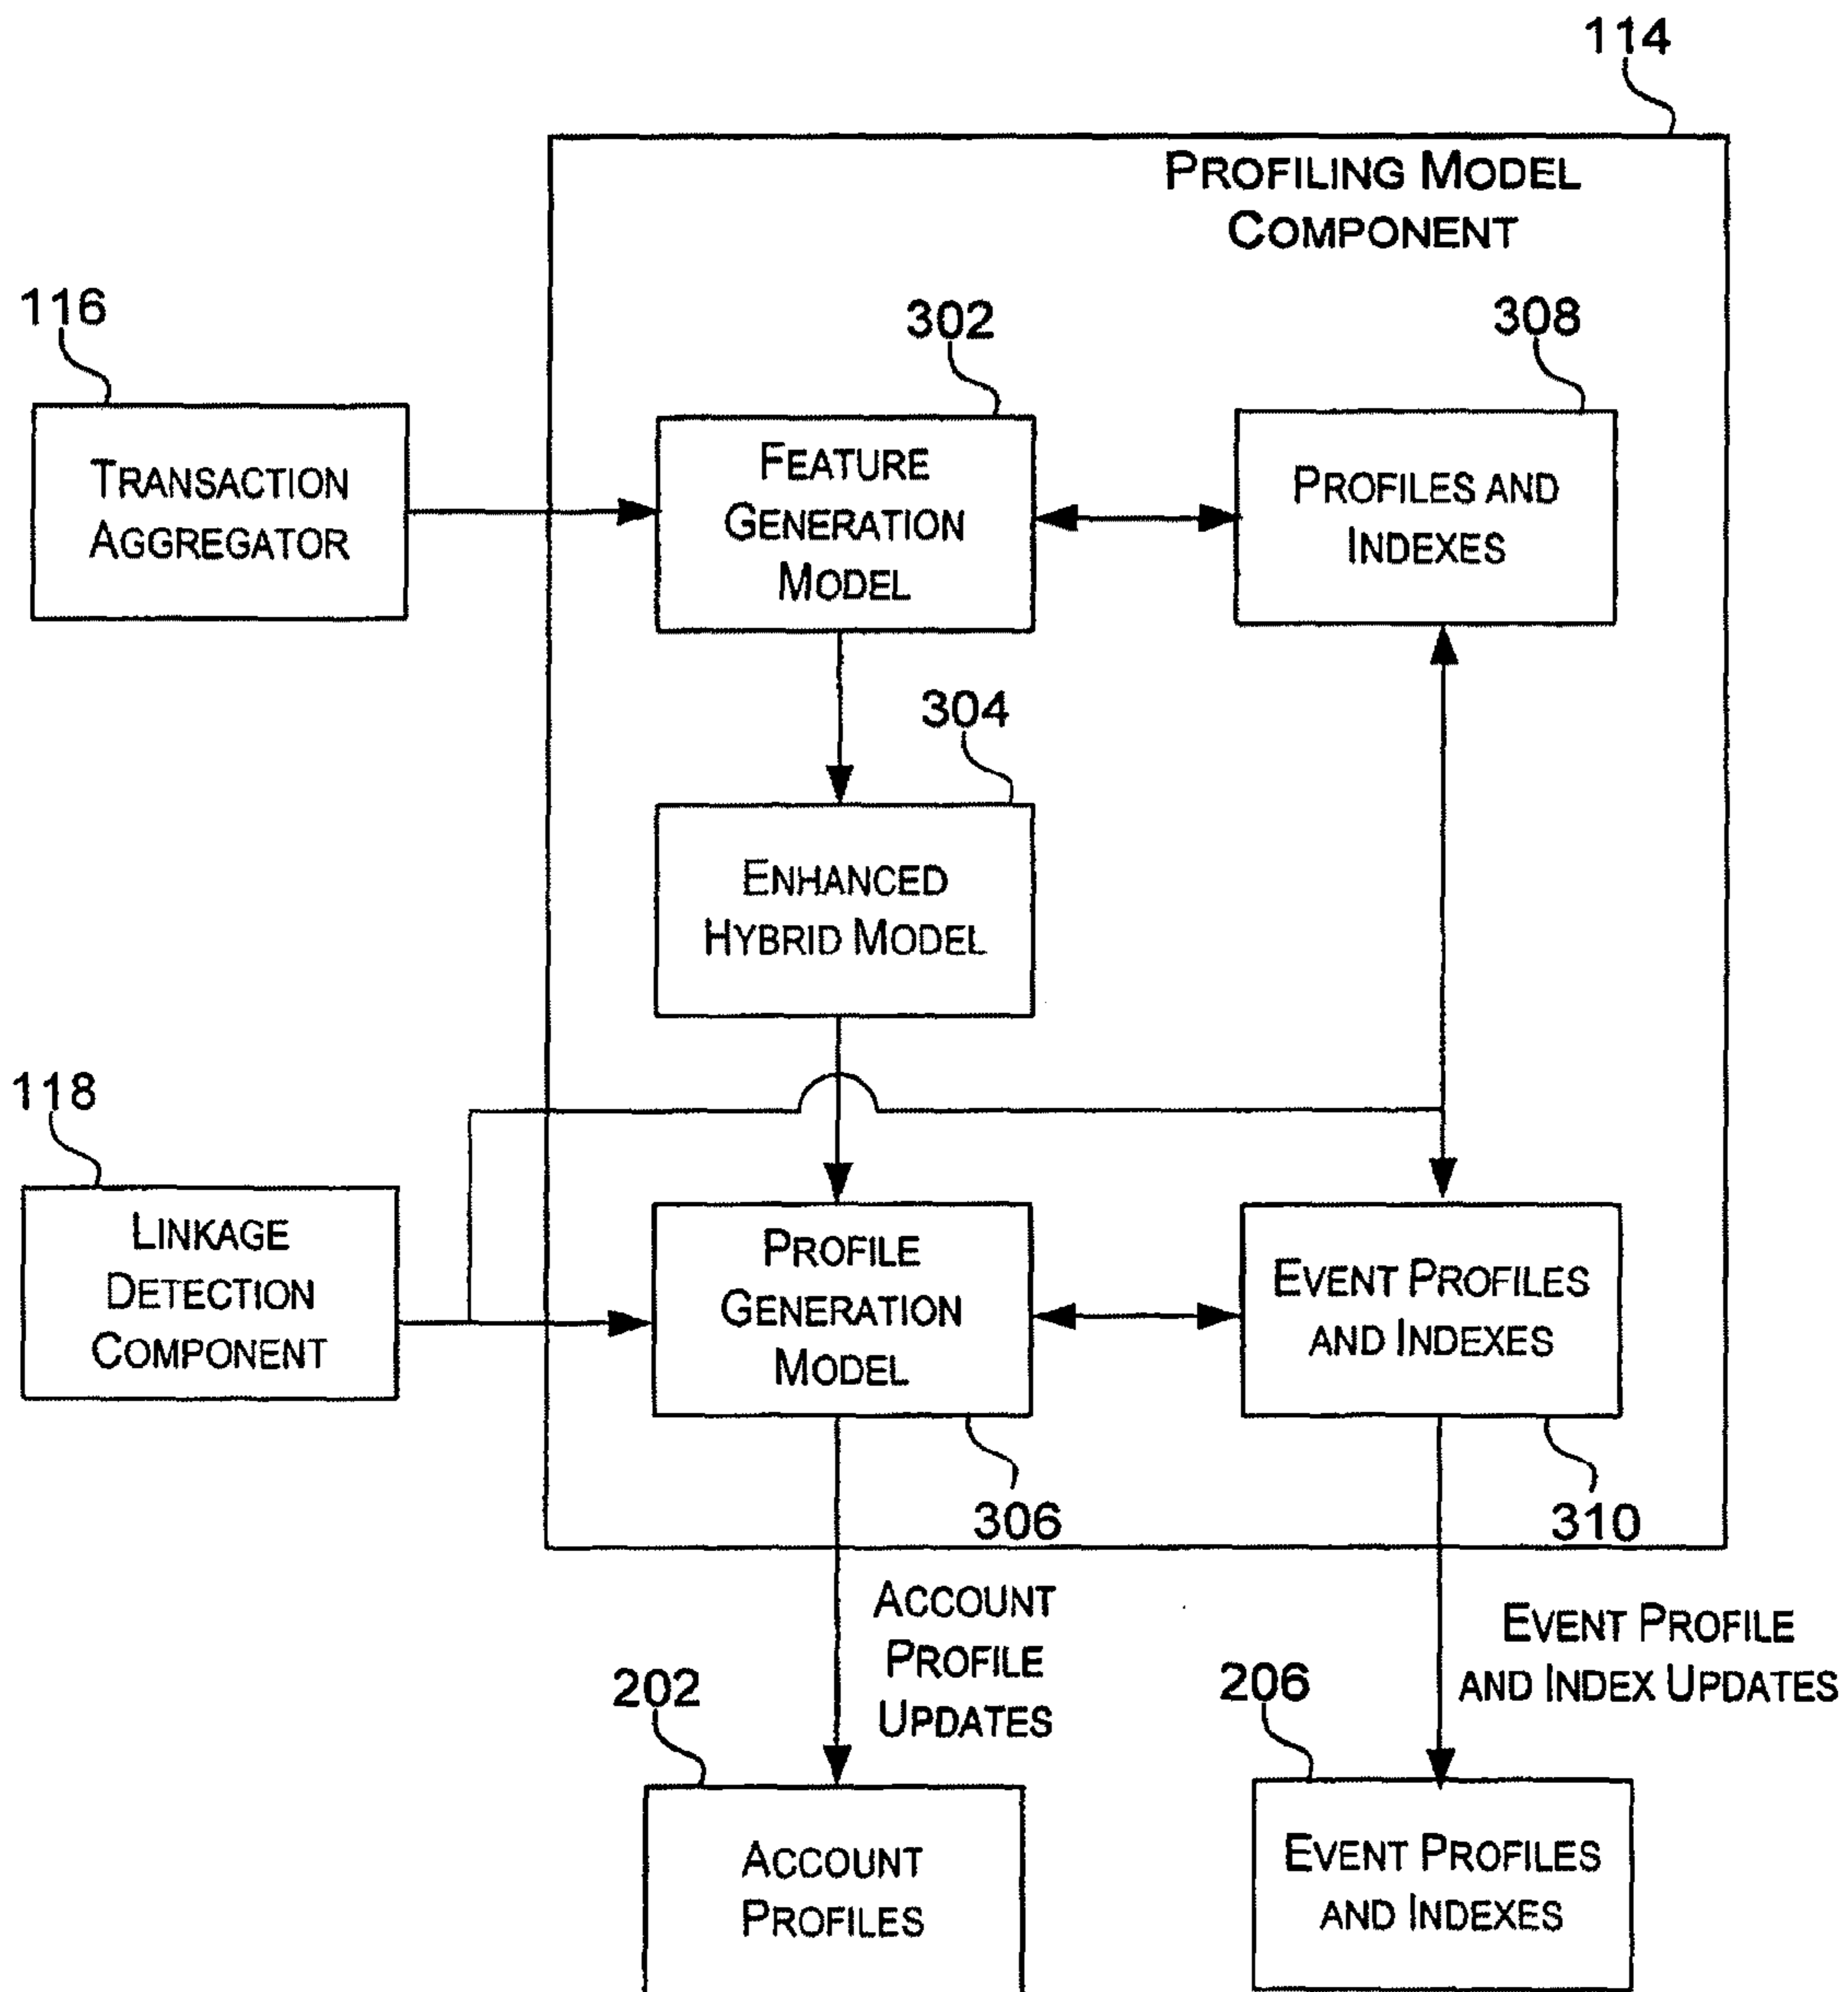 114
PROFILING MODEL
COMPONENT
116
TRANSACTION
AGGREGATOR
302
FEATURE
GENERATION
MODEL
308
PROFILES AND
INDEXES
304
ENHANCED
HYBRID MODEL
118
LINKAGE
DETECTION
COMPONENT
PROFILE
GENERATION
MODEL
306
EVENT PROFILES
AND INDEXES
310
ACCOUNT
PROFILE
UPDATES
EVENT PROFILE
AND INDEX UPDATES
202
ACCOUNT
PROFILES
206
EVENT PROFILES
AND INDEXES